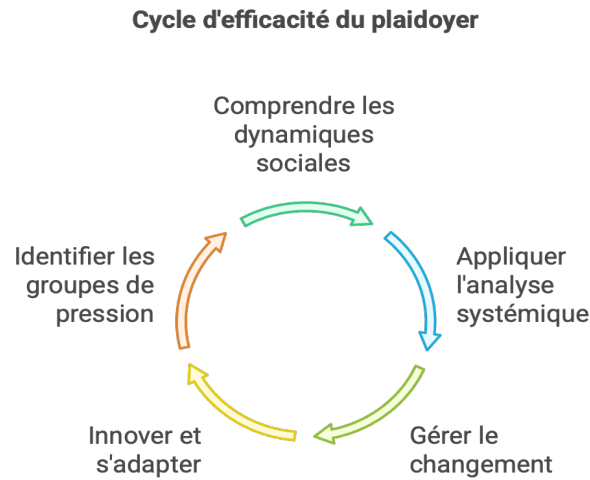 Cycle d'efficacité du plaidoyer
Comprendre les
dynamiques
sociales
Appliquer
l'analyse
systémique
Gérer le
changement
Innover et
s'adapter
Identifier les
groupes de
pression